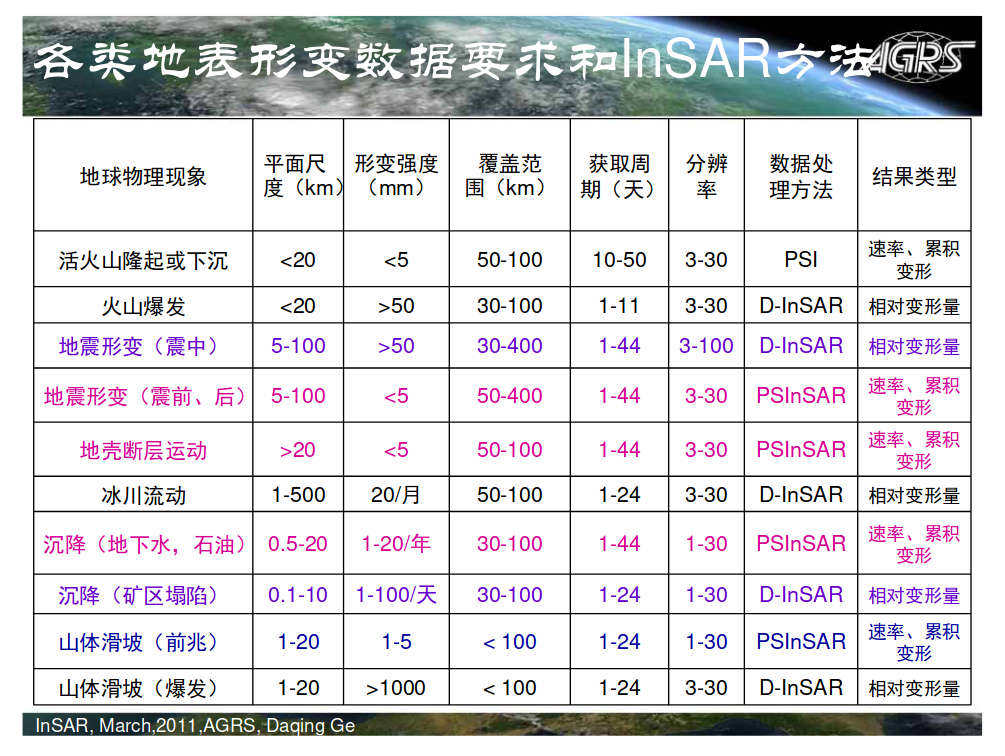 各类地表形变数据要求和InSAR方法
AGRS
地球物理现象 平面尺度（km） 形变强度（mm） 覆盖范围（km） 获取周期（天） 分辨率 数据处理方法 结果类型
活火山隆起或下沉 <20 <5 50-100 10-50 3-30 PSI 速率、累积变形
火山爆发 <20 >50 30-100 1-11 3-30 D-InSAR 相对变形量
地震形变（震中） 5-100 >50 30-400 1-44 3-100 D-InSAR 相对变形量
地震形变（震前、后） 5-100 <5 50-400 1-44 3-30 PSInSAR 速率、累积变形
地壳断层运动 >20 <5 50-100 1-44 3-30 PSInSAR 速率、累积变形
冰川流动 1-500 20/月 50-100 1-24 3-30 D-InSAR 相对变形量
沉降（地下水，石油） 0.5-20 1-20/年 30-100 1-44 1-30 PSInSAR 速率、累积变形
沉降（矿区塌陷） 0.1-10 1-100/天 30-100 1-24 1-30 D-InSAR 相对变形量
山体滑坡（前兆） 1-20 1-5 < 100 1-24 1-30 PSInSAR 速率、累积变形
山体滑坡（爆发） 1-20 >1000 < 100 1-24 3-30 D-InSAR 相对变形量
InSAR, March,2011,AGRS, Daqing Ge